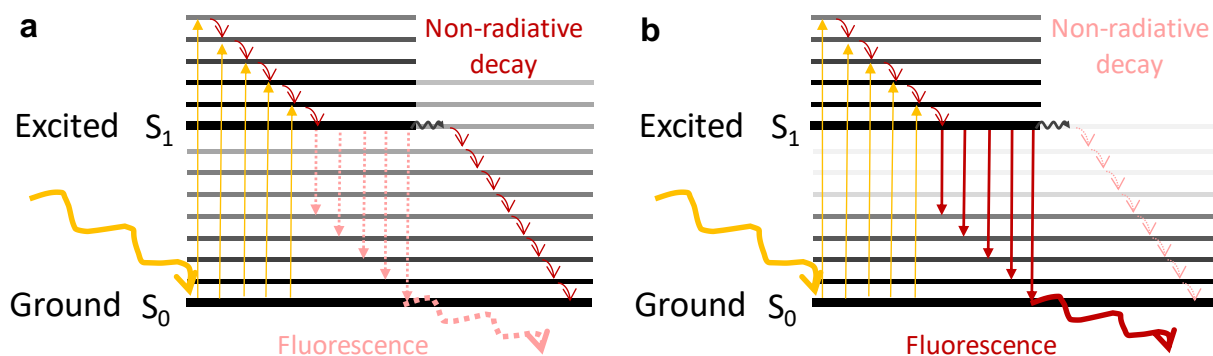 a
Non-radiative
decay
Excited S₁
Ground S₀
Fluorescence
b
Non-radiative
decay
Excited S₁
Ground S₀
Fluorescence